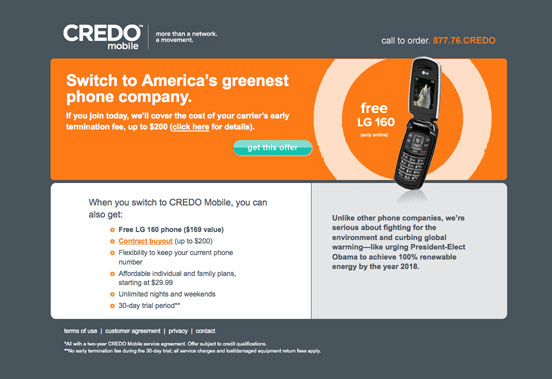 CREDO™
mobile
more than a network.
a movement.
call to order. 877.76.CREDO
Switch to America's greenest
phone company.
If you join today, we'll cover the cost of your carrier's early
termination fee, up to $200 (click here for details).
get this offer
free
LG 160
(only online)
LG
When you switch to CREDO Mobile, you can
also get:
Free LG 160 phone ($169 value)
Contract buyout (up to $200)
Flexibility to keep your current phone
number
Affordable individual and family plans,
starting at $29.99
Unlimited nights and weekends
30-day trial period**
Unlike other phone companies, we're
serious about fighting for the
environment and curbing global
warming—like urging President-Elect
Obama to achieve 100% renewable
energy by the year 2018.
terms of use | customer agreement | privacy | contact
*All with a two-year CREDO Mobile service agreement. Offer subject to credit qualifications.
**No early termination fee during the 30-day trial; all service charges and lost/damaged equipment return fees apply.